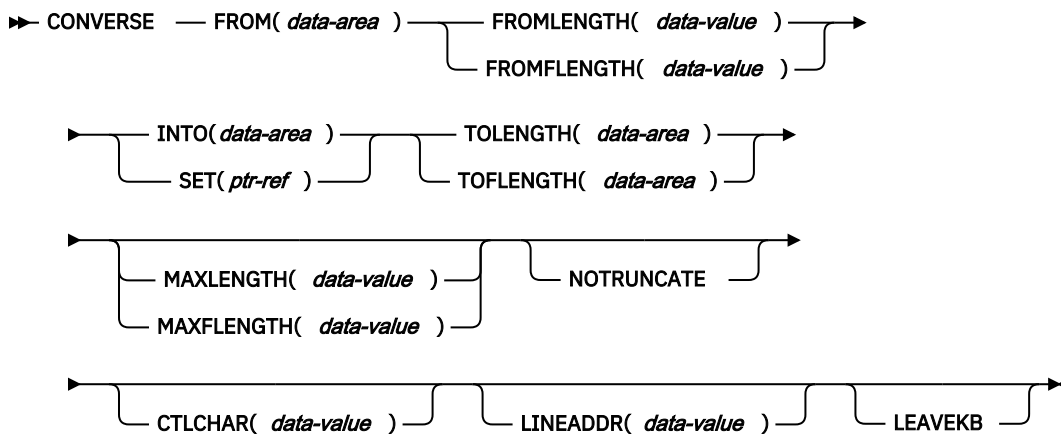 CONVERSE FROM( data-area ) FROMLENGTH( data-value )
FROMFLENGTH( data-value )
INTO( data-area ) TOLENGTH( data-area )
SET( ptr-ref ) TOFLENGTH( data-area )
MAXLENGTH( data-value ) NOTRUNCATE
MAXFLENGTH( data-value )
CTLCHAR( data-value ) LINEADDR( data-value ) LEAVEKB